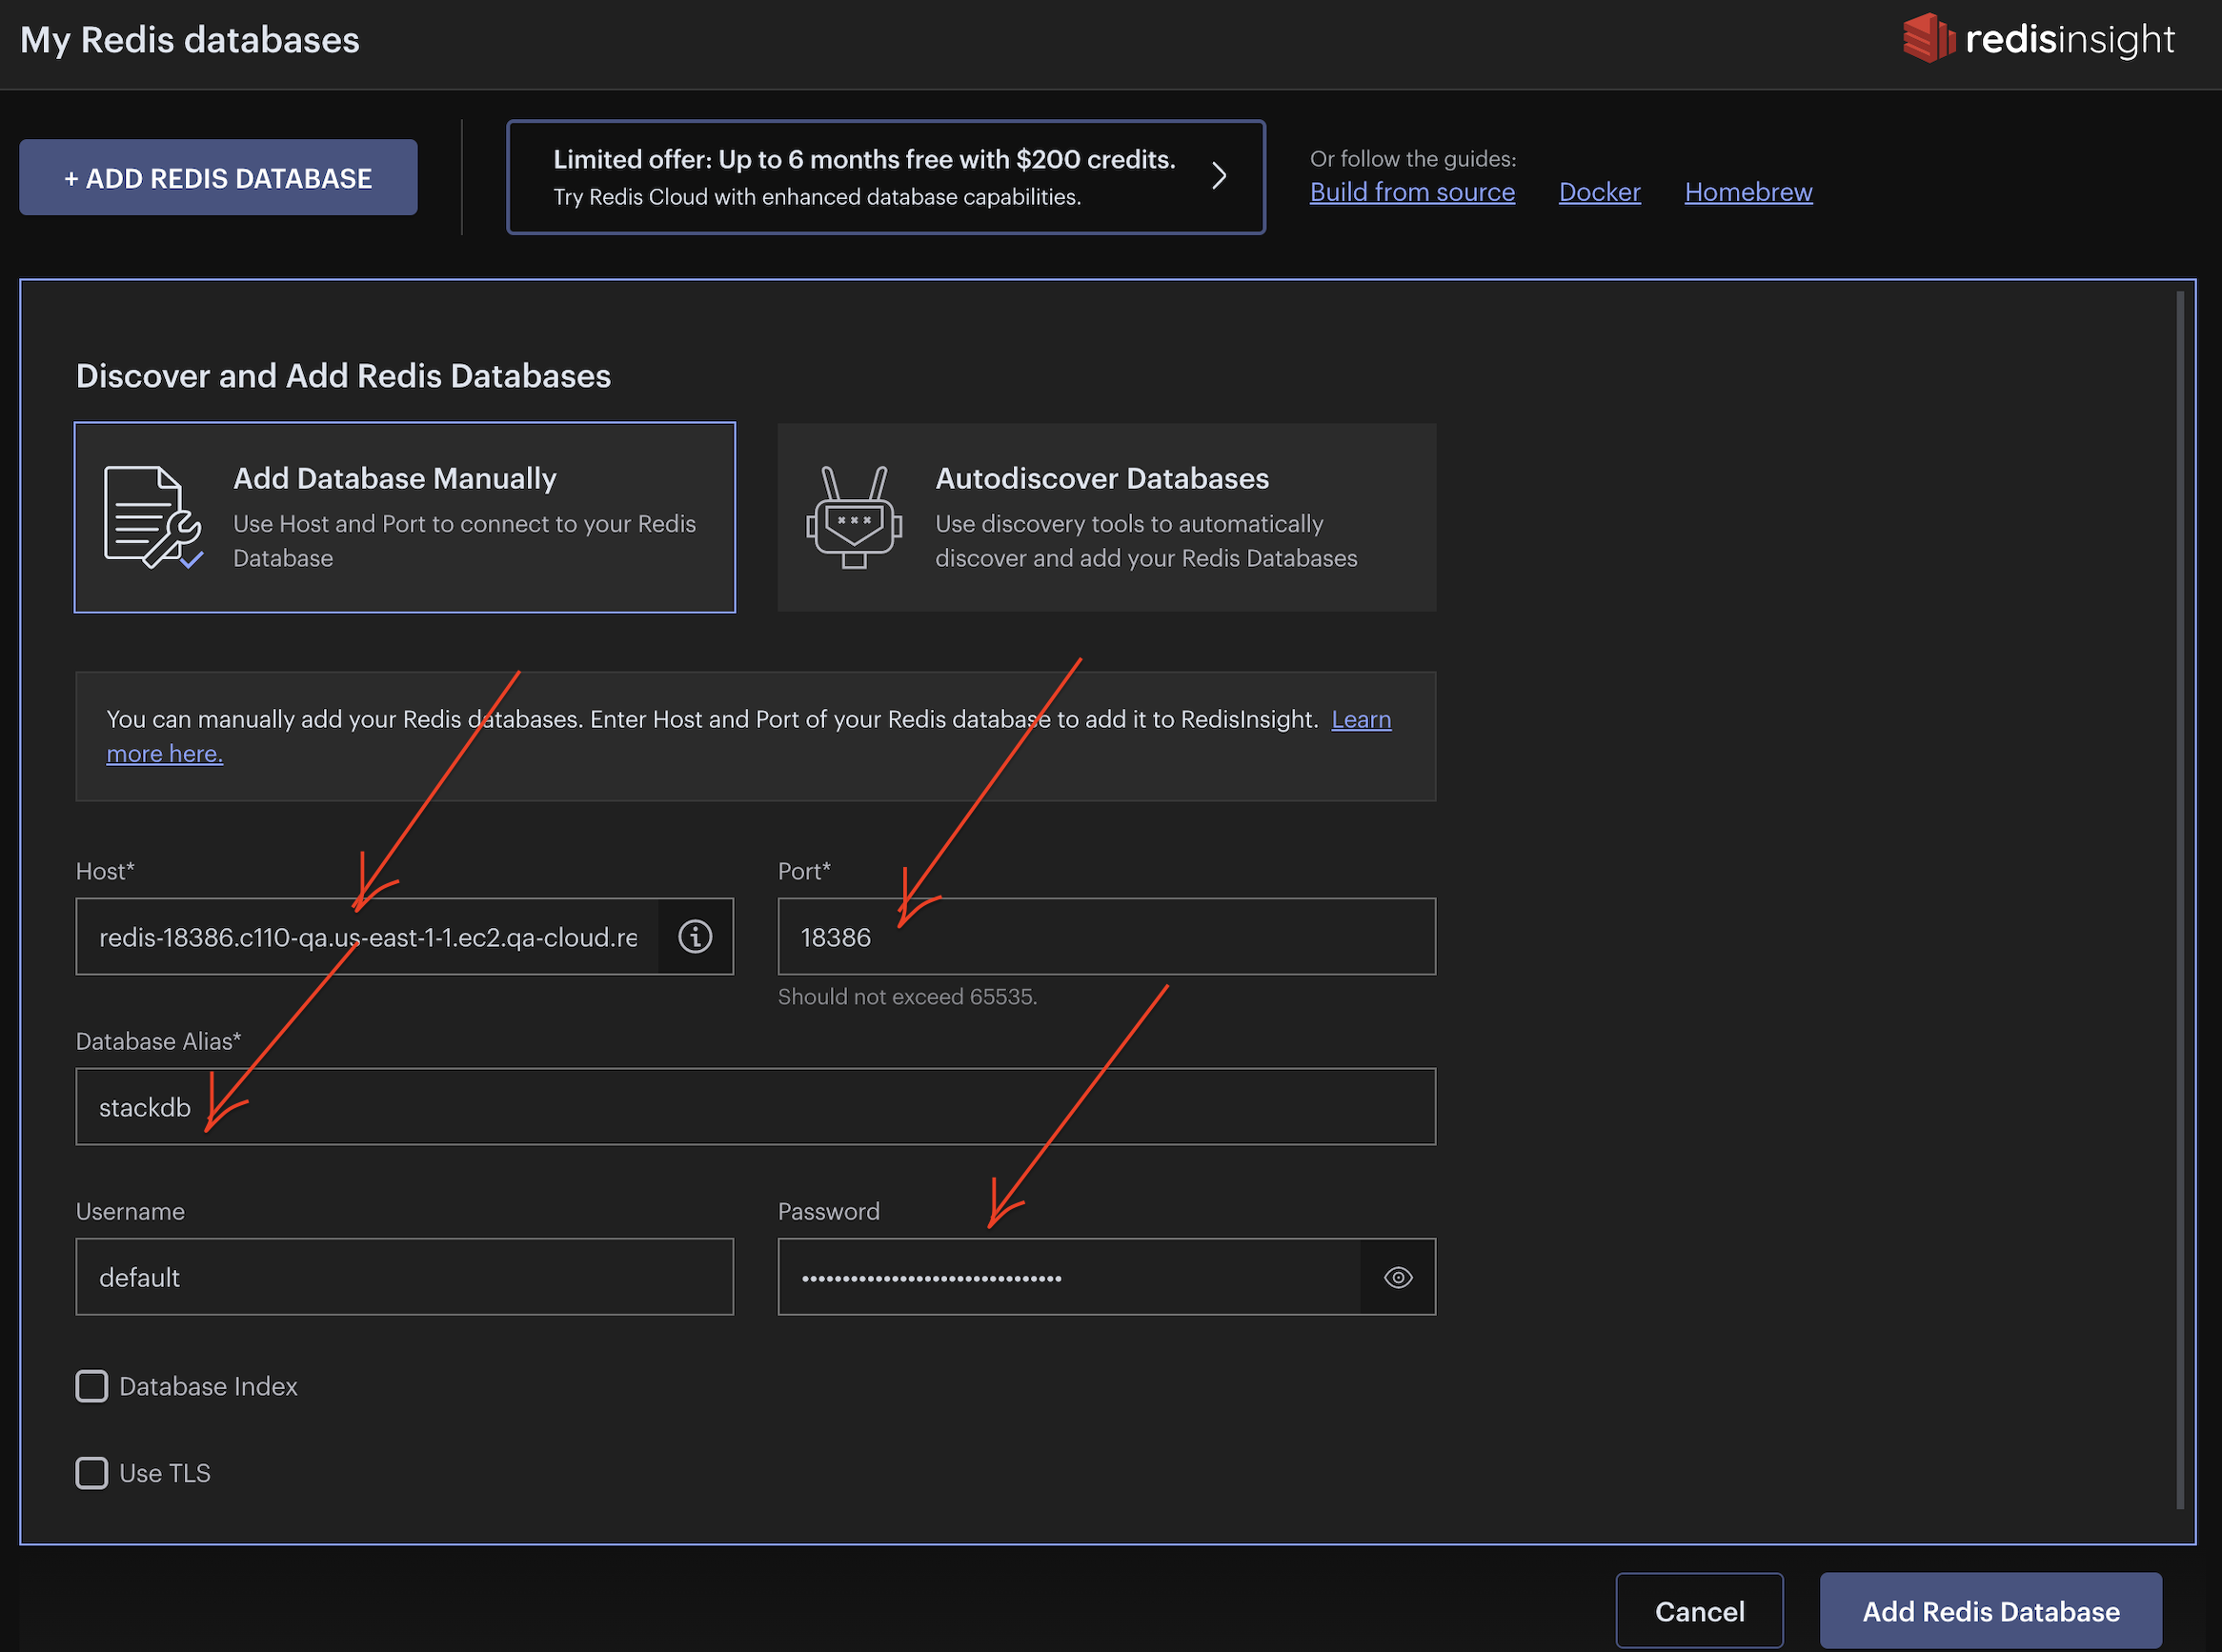 My Redis databases
redisinsight
+ ADD REDIS DATABASE
Limited offer: Up to 6 months free with $200 credits.
Try Redis Cloud with enhanced database capabilities.
Or follow the guides:
Build from source Docker Homebrew
Discover and Add Redis Databases
Add Database Manually
Use Host and Port to connect to your Redis
Database
Autodiscover Databases
Use discovery tools to automatically
discover and add your Redis Databases
You can manually add your Redis databases. Enter Host and Port of your Redis database to add it to RedisInsight. Learn
more here.
Host*
redis-18386.c110-qa.us-east-1-1.ec2.qa-cloud.re
Port*
18386
Should not exceed 65535.
Database Alias*
stackdb
Username
default
Password
••••••••••••••••••••••••••••••••
Database Index
Use TLS
Cancel
Add Redis Database